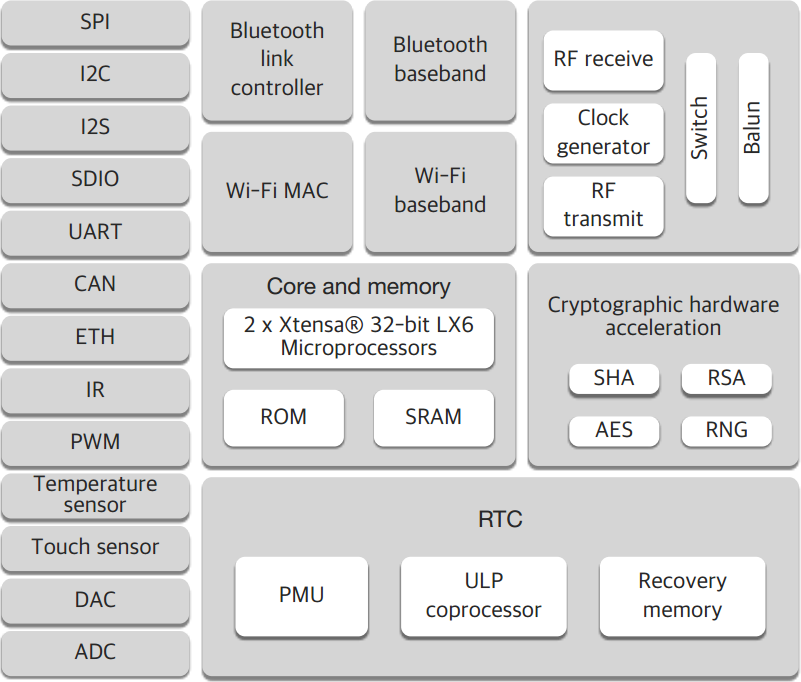 SPI
I2C
I2S
SDIO
UART
CAN
ETH
IR
PWM
Temperature
sensor
Touch sensor
DAC
ADC
Bluetooth
link
controller
Bluetooth
baseband
Wi-Fi MAC
Wi-Fi
baseband
RF receive
Clock
generator
RF
transmit
Switch
Balun
Core and memory
2 x Xtensa® 32-bit LX6
Microprocessors
ROM
SRAM
Cryptographic hardware
acceleration
SHA
RSA
AES
RNG
RTC
PMU
ULP
coprocessor
Recovery
memory